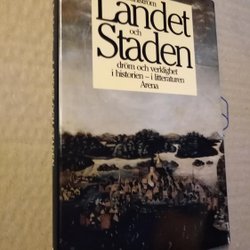 Landet
och
Staden
dröm och verklighet
i historien – i litteraturen
Arena